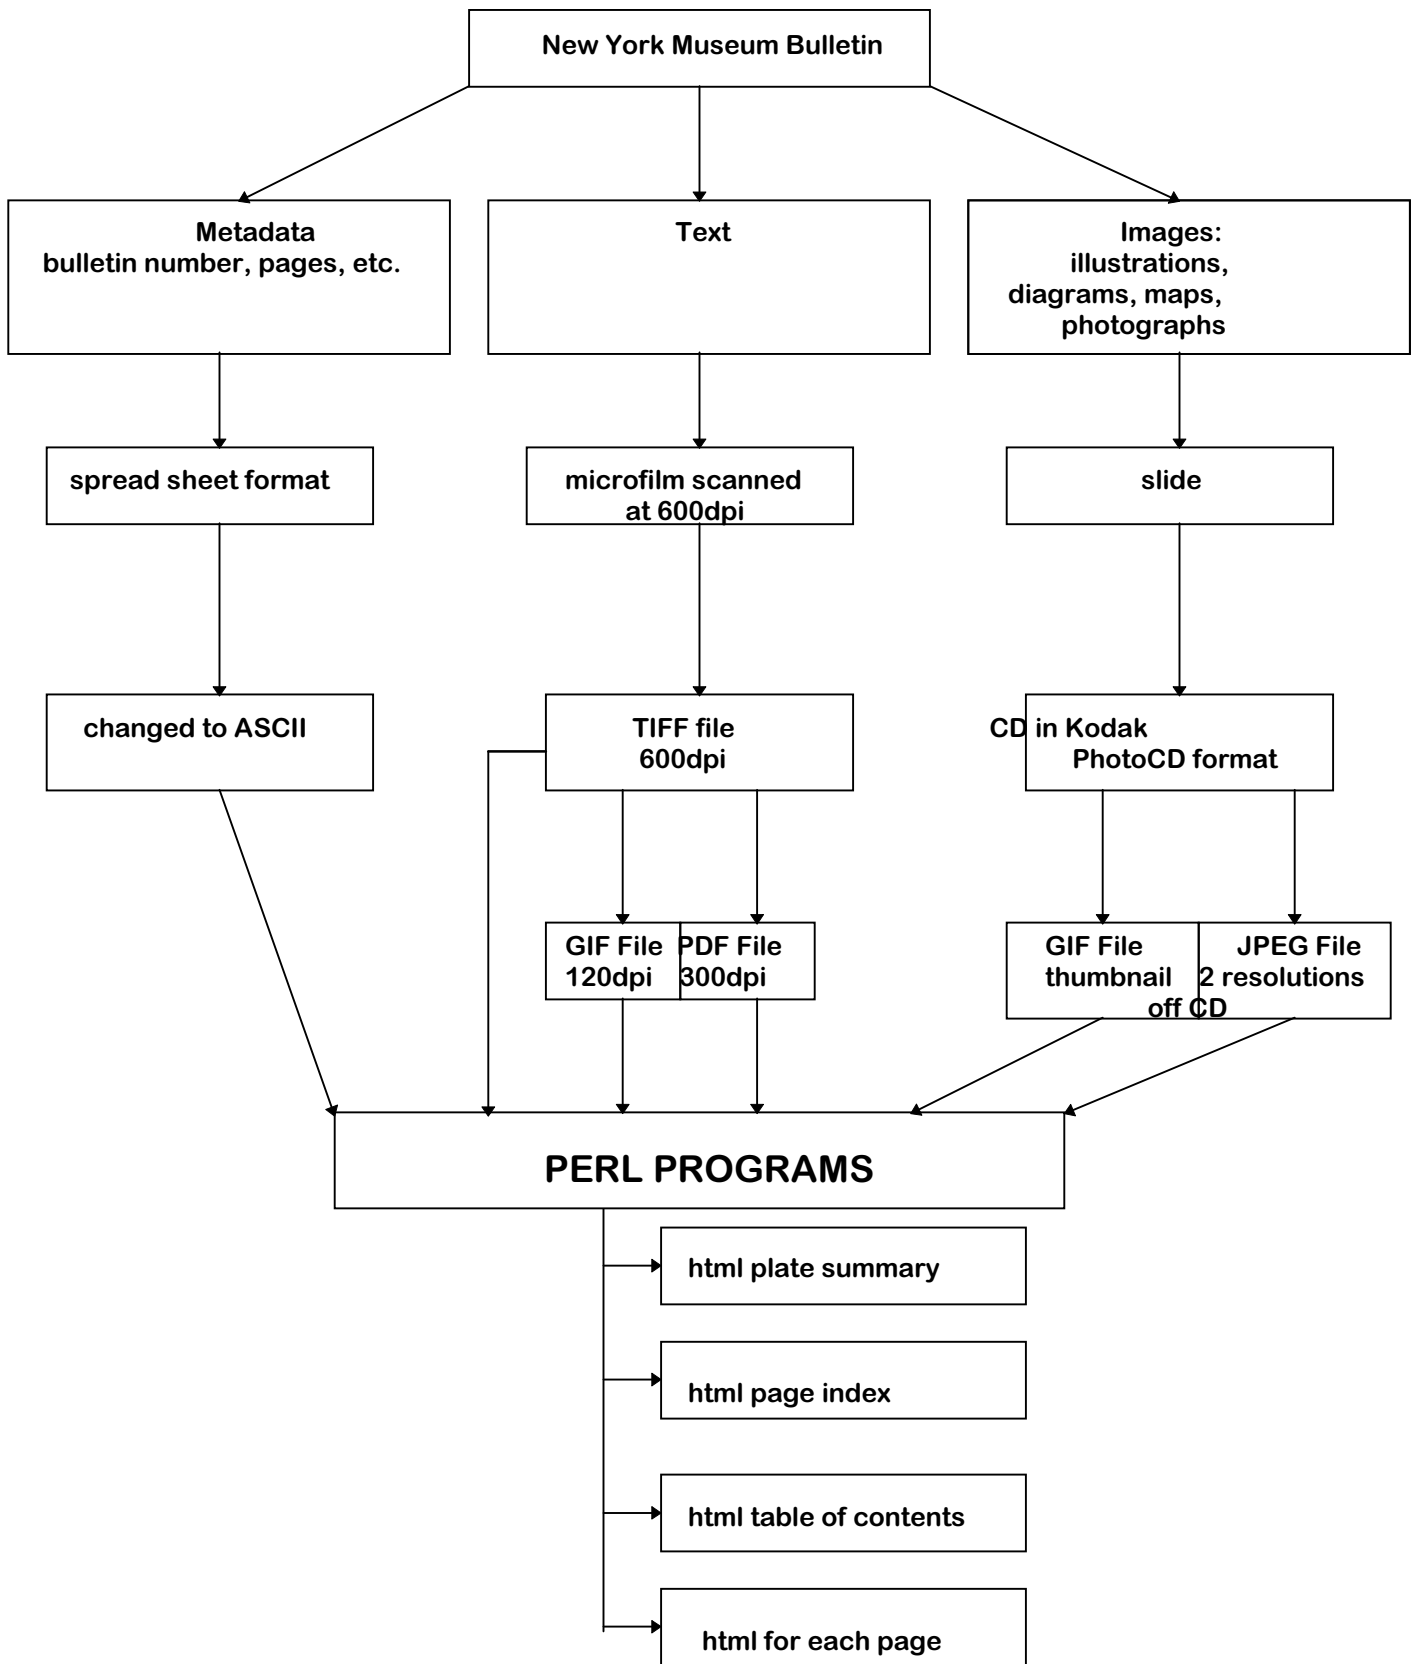 New York Museum Bulletin
Metadata
bulletin number, pages, etc.
Text
Images:
illustrations,
diagrams, maps,
photographs
spread sheet format
microfilm scanned
at 600dpi
slide
changed to ASCII
TIFF file
600dpi
CD in Kodak
PhotoCD format
GIF File
120dpi
PDF File
300dpi
GIF File
thumbnail
JPEG File
2 resolutions
off CD
PERL PROGRAMS
html plate summary
html page index
html table of contents
html for each page